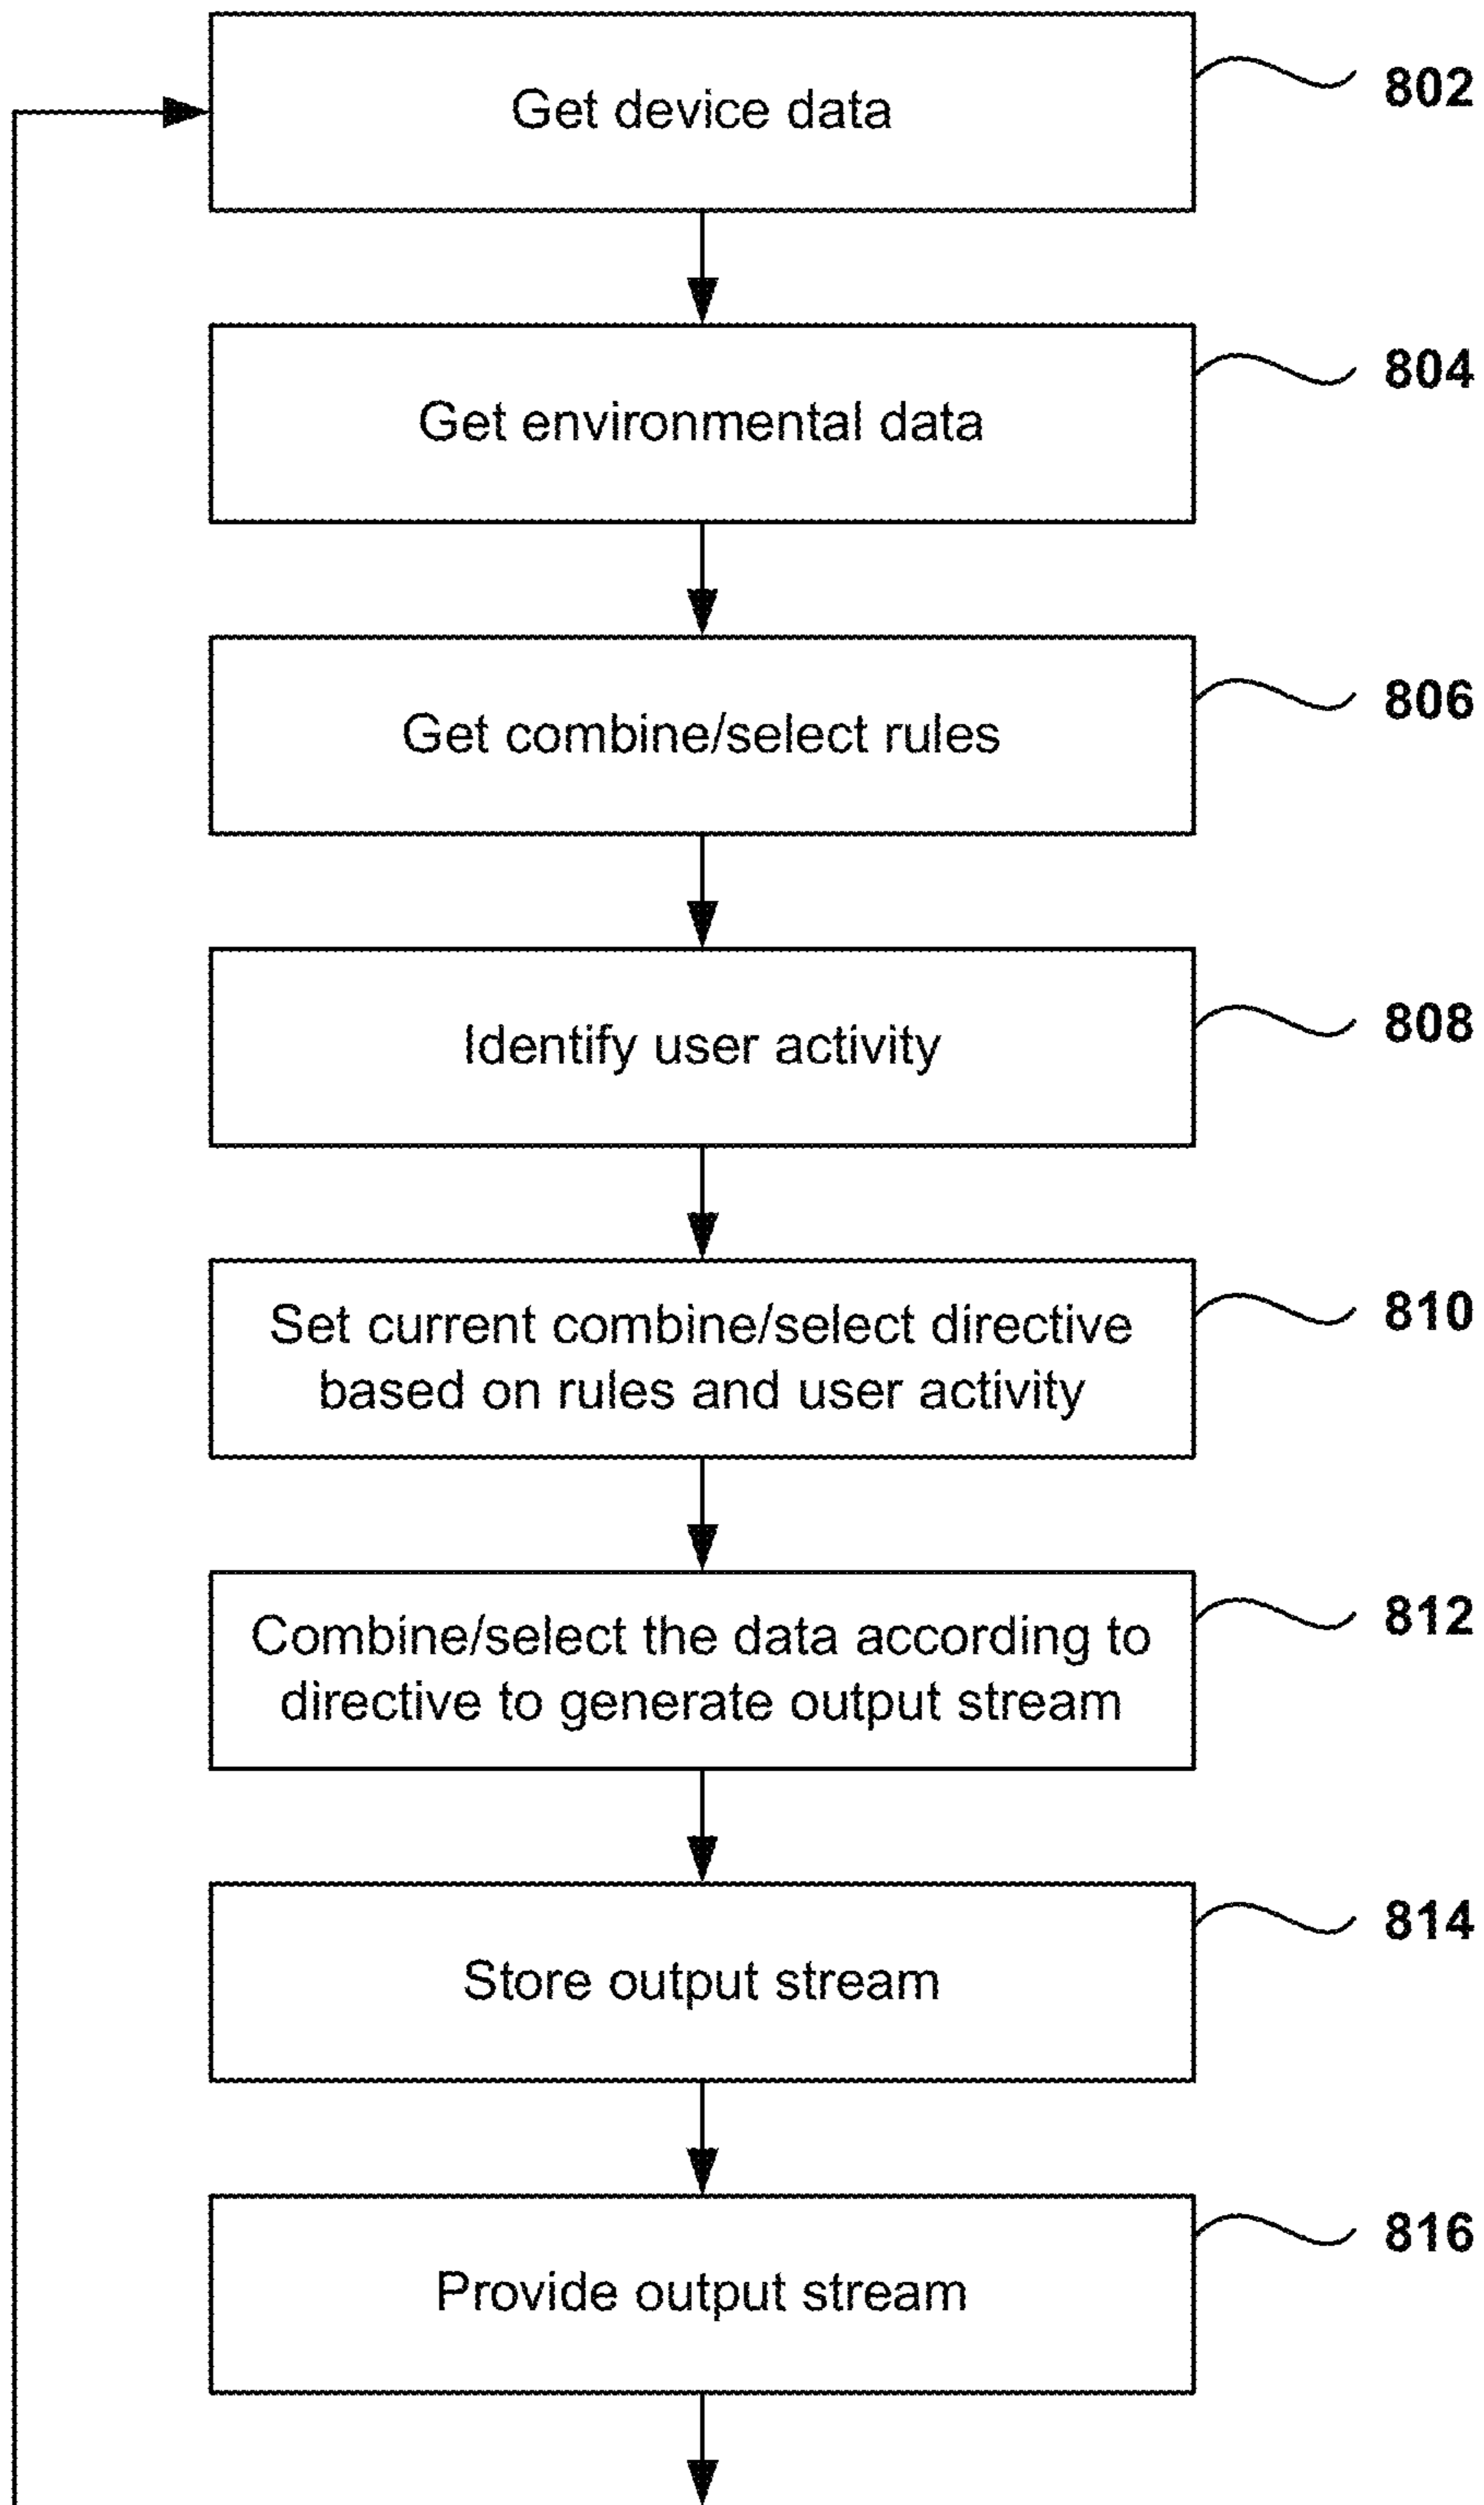 Get device data
802
Get environmental data
804
Get combine/select rules
806
Identify user activity
808
Set current combine/select directive
based on rules and user activity
810
Combine/select the data according to
directive to generate output stream
812
Store output stream
814
Provide output stream
816